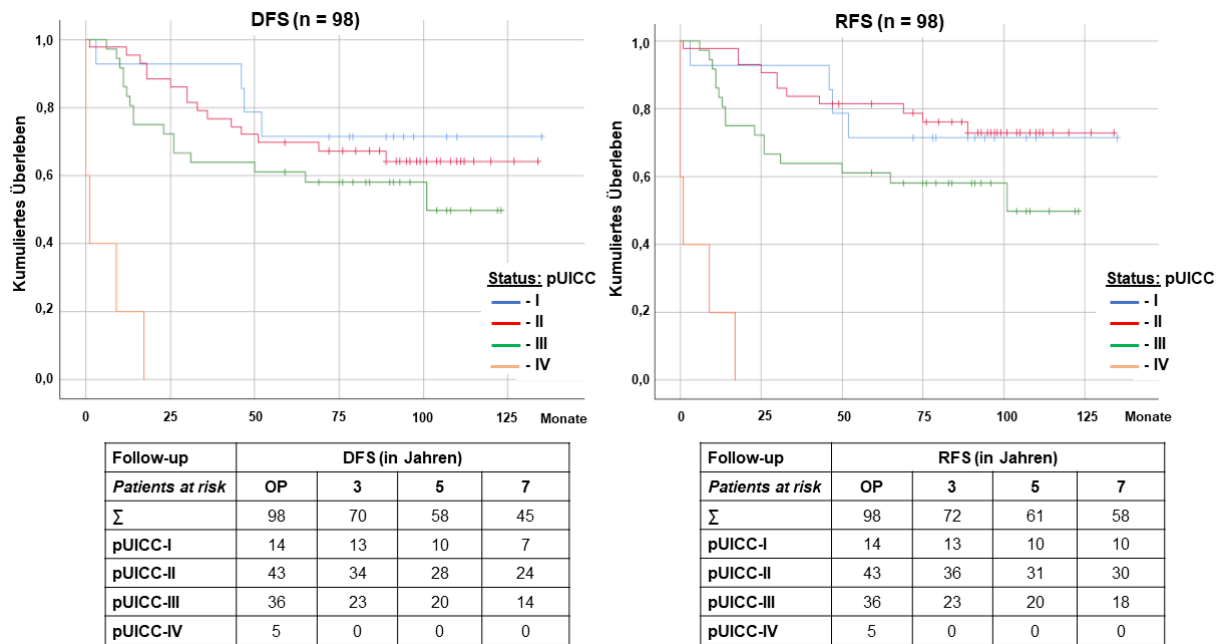 DFS (n = 98)
Kumuliertes Überleben
1,0
0,8
0,6
0,4
0,2
0,0
0 25 50 75 100 125 Monate
Status: pUICC
- I
- II
- III
- IV
RFS (n = 98)
Kumuliertes Überleben
1,0
0,8
0,6
0,4
0,2
0,0
0 25 50 75 100 125 Monate
Status: pUICC
- I
- II
- III
- IV
Follow-up DFS (in Jahren)
Patients at risk OP 3 5 7
∑ 98 70 58 45
pUICC-I 14 13 10 7
pUICC-II 43 34 28 24
pUICC-III 36 23 20 14
pUICC-IV 5 0 0 0
Follow-up RFS (in Jahren)
Patients at risk OP 3 5 7
∑ 98 72 61 58
pUICC-I 14 13 10 10
pUICC-II 43 36 31 30
pUICC-III 36 23 20 18
pUICC-IV 5 0 0 0